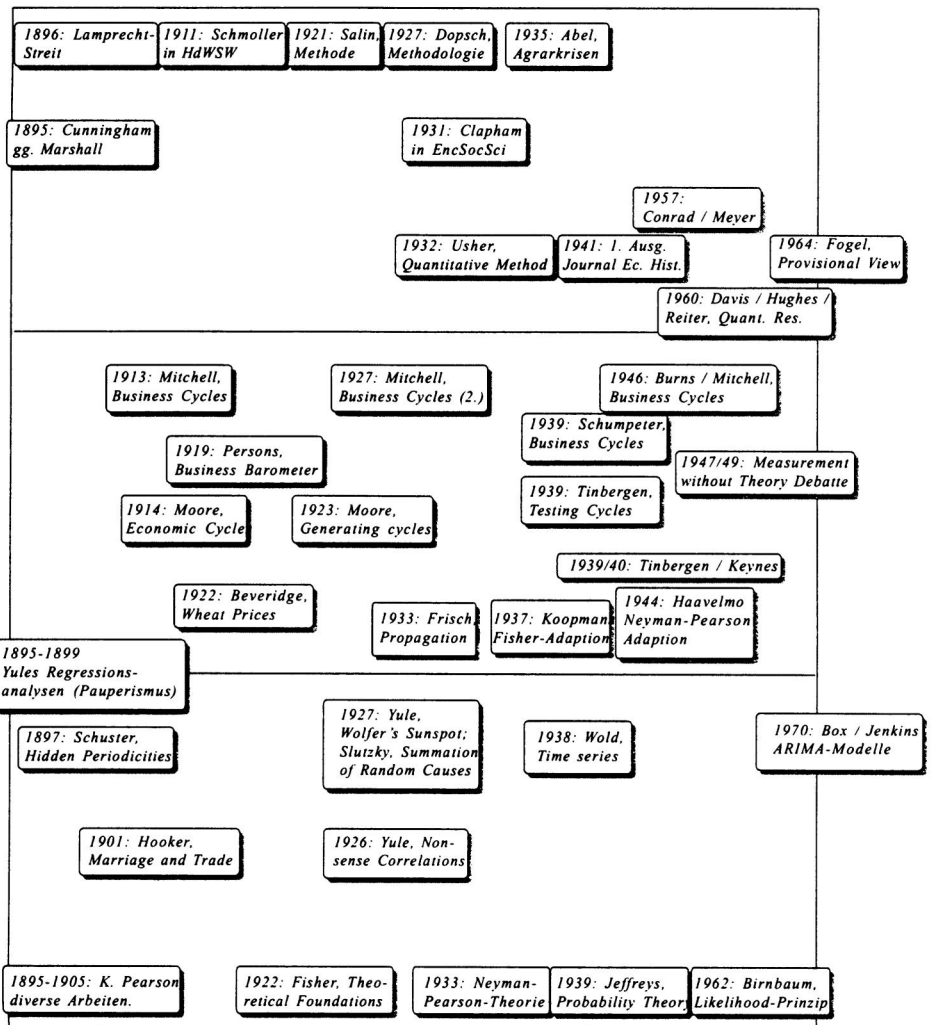 1896: Lamprecht-
Streit
1911: Schmoller
in HdWSW
1921: Salin,
Methode
1927: Dopsch,
Methodologie
1935: Abel,
Agrarkrisen
1895: Cunningham
gg. Marshall
1931: Clapham
in EncSocSci
1957:
Conrad / Meyer
1932: Usher,
Quantitative Method
1941: 1. Ausg.
Journal Ec. Hist.
1964: Fogel,
Provisional View
1960: Davis / Hughes /
Reiter, Quant. Res.
1913: Mitchell,
Business Cycles
1927: Mitchell,
Business Cycles (2.)
1946: Burns / Mitchell,
Business Cycles
1939: Schumpeter,
Business Cycles
1919: Persons,
Business Barometer
1947/49: Measurement
without Theory Debatte
1914: Moore,
Economic Cycle
1923: Moore,
Generating cycles
1939: Tinbergen,
Testing Cycles
1939/40: Tinbergen / Keynes
1922: Beveridge,
Wheat Prices
1933: Frisch,
Propagation
1937: Koopman
Fisher-Adaption
1944: Haavelmo
Neyman-Pearson
Adaption
1895-1899
Yules Regressions-
analysen (Pauperismus)
1897: Schuster,
Hidden Periodicities
1927: Yule,
Wolfer's Sunspot;
Slutzky, Summation
of Random Causes
1938: Wold,
Time series
1970: Box / Jenkins
ARIMA-Modelle
1901: Hooker,
Marriage and Trade
1926: Yule, Non-
sense Correlations
1895-1905: K. Pearson
diverse Arbeiten.
1922: Fisher, Theo-
retical Foundations
1933: Neyman-
Pearson-Theorie
1939: Jeffreys,
Probability Theory
1962: Birnbaum,
Likelihood-Prinzip